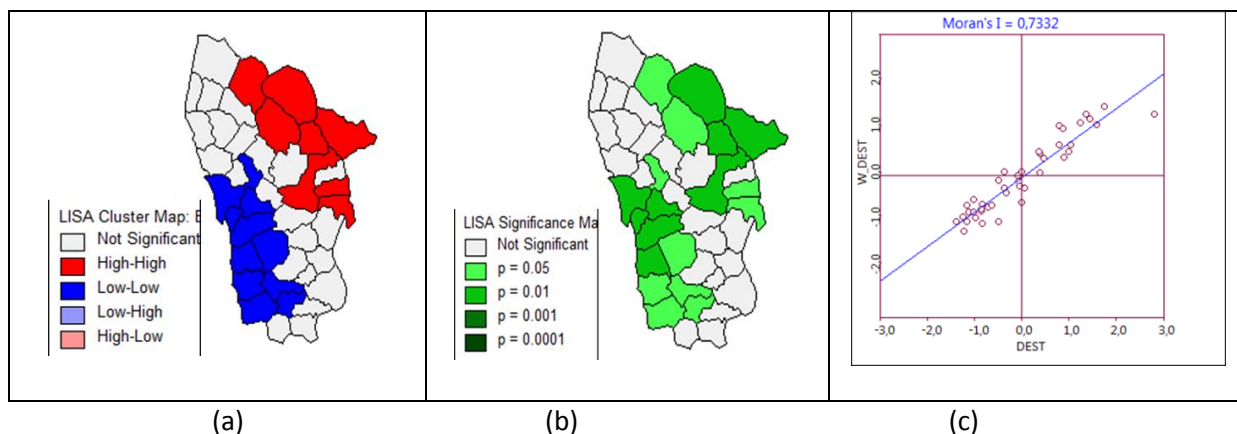 LISA Cluster Map:
Not Significant
High-High
Low-Low
Low-High
High-Low
(a)
LISA Significance Ma
Not Significant
p = 0.05
p = 0.01
p = 0.001
p = 0.0001
(b)
Moran's I = 0,7332
2,0
1,0
0,0
-1,0
-2,0
W_DEST
-3,0 -2,0 -1,0 0,0 1,0 2,0 3,0
DEST
(c)